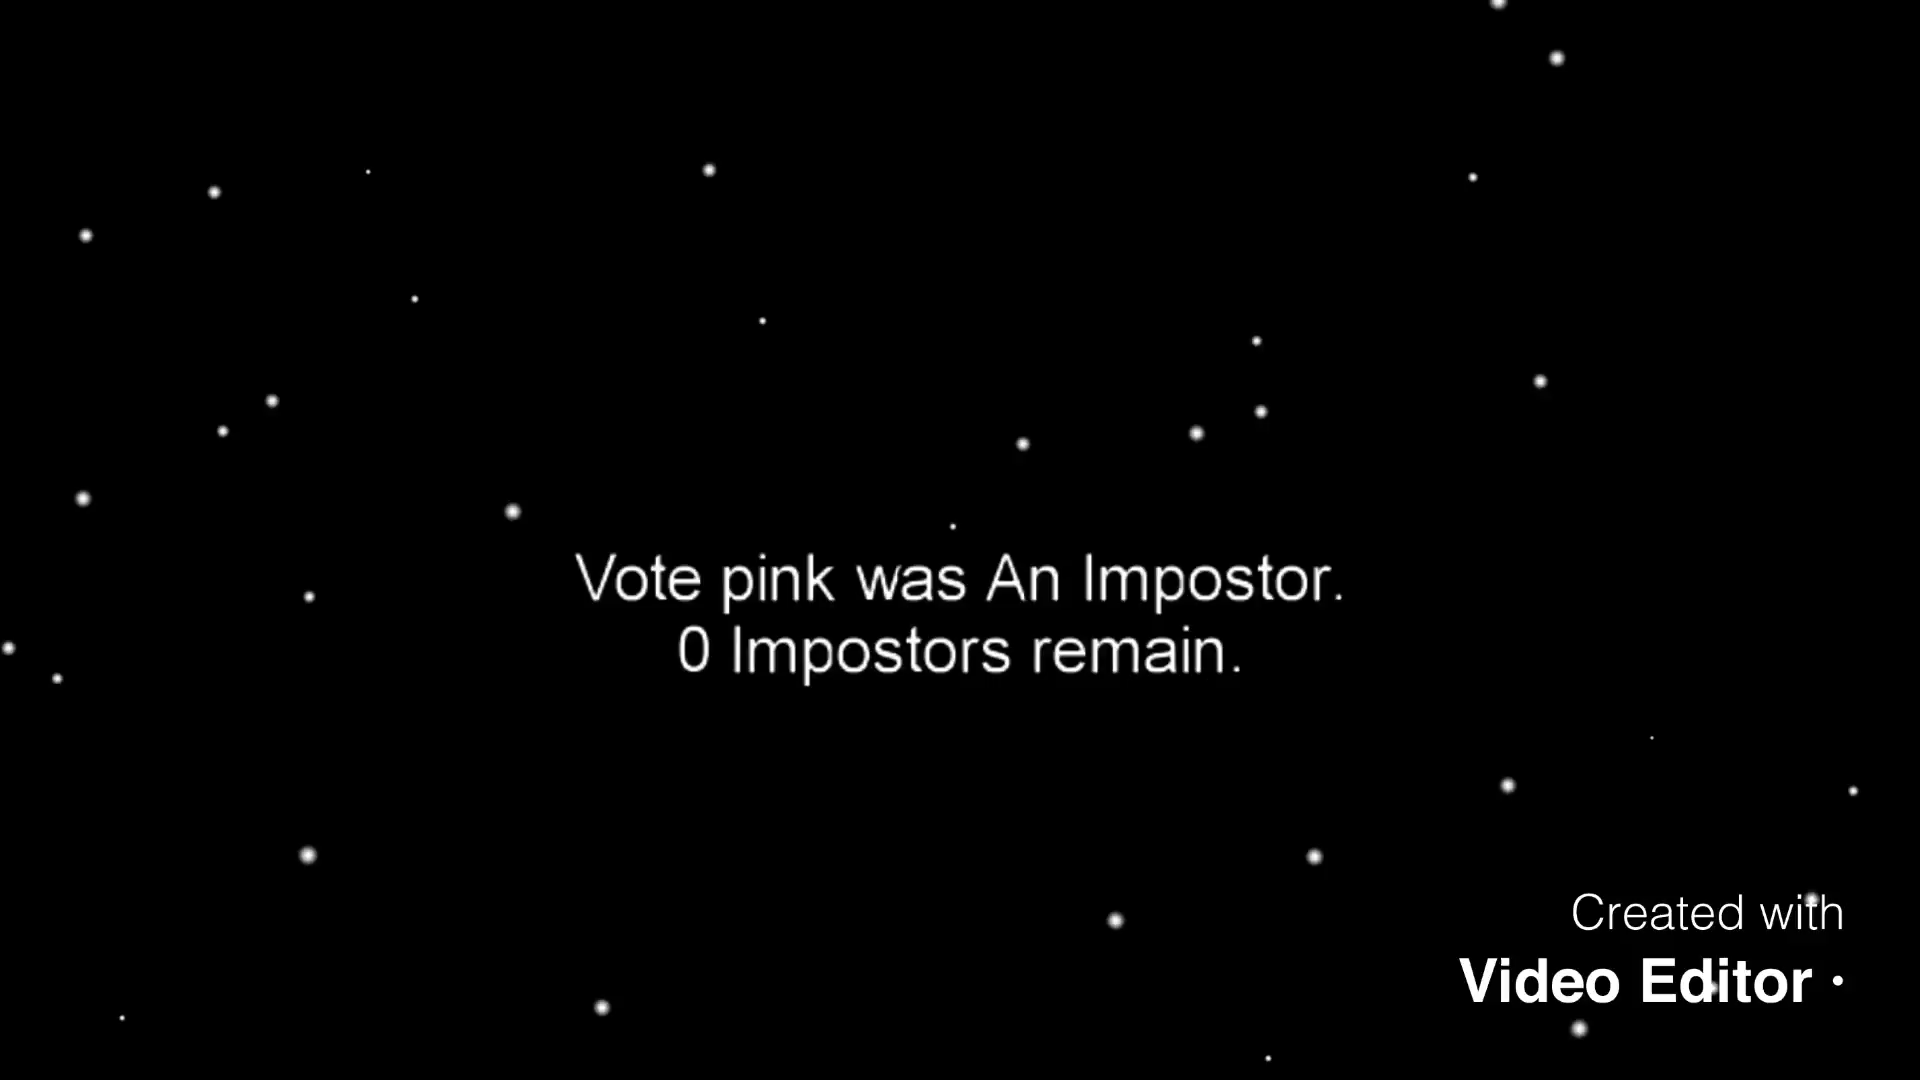 Vote pink was An Impostor.
0 Impostors remain.
Created with
Video Editor ·